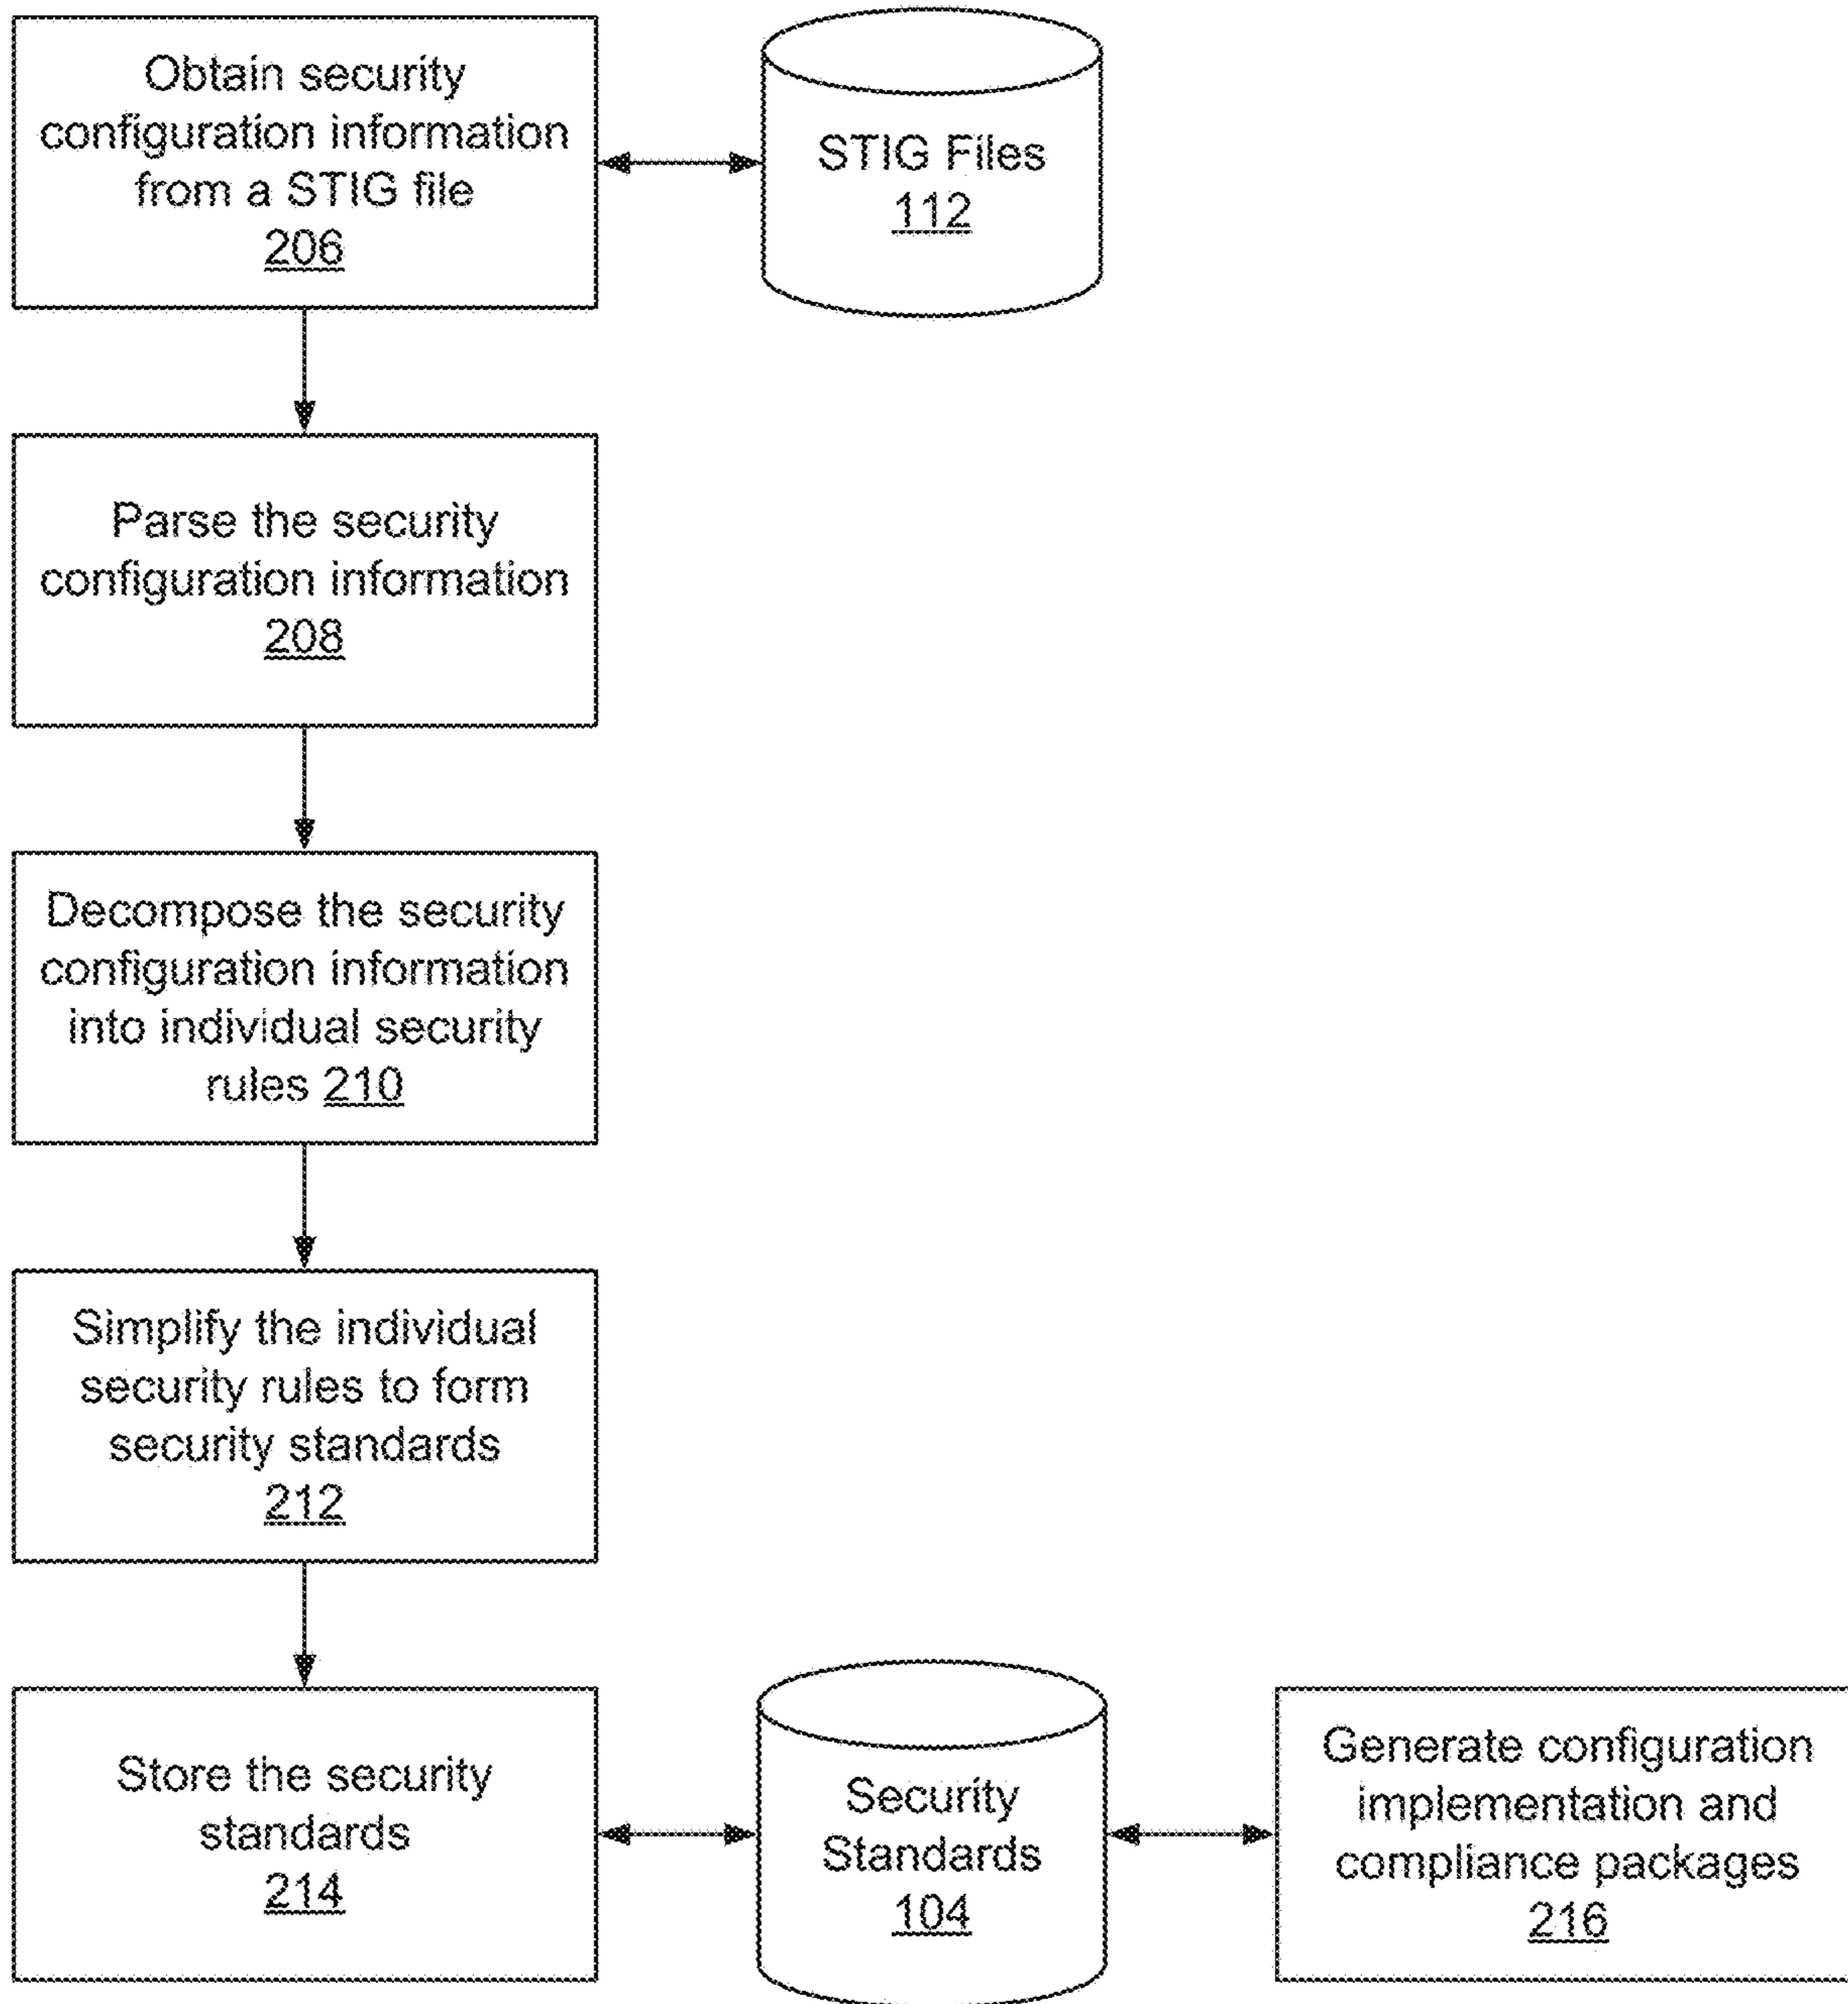 Obtain security
configuration information
from a STIG file
206
STIG Files
112
Parse the security
configuration information
208
Decompose the security
configuration information
into individual security
rules 210
Simplify the individual
security rules to form
security standards
212
Store the security
standards
214
Security
Standards
104
Generate configuration
implementation and
compliance packages
216